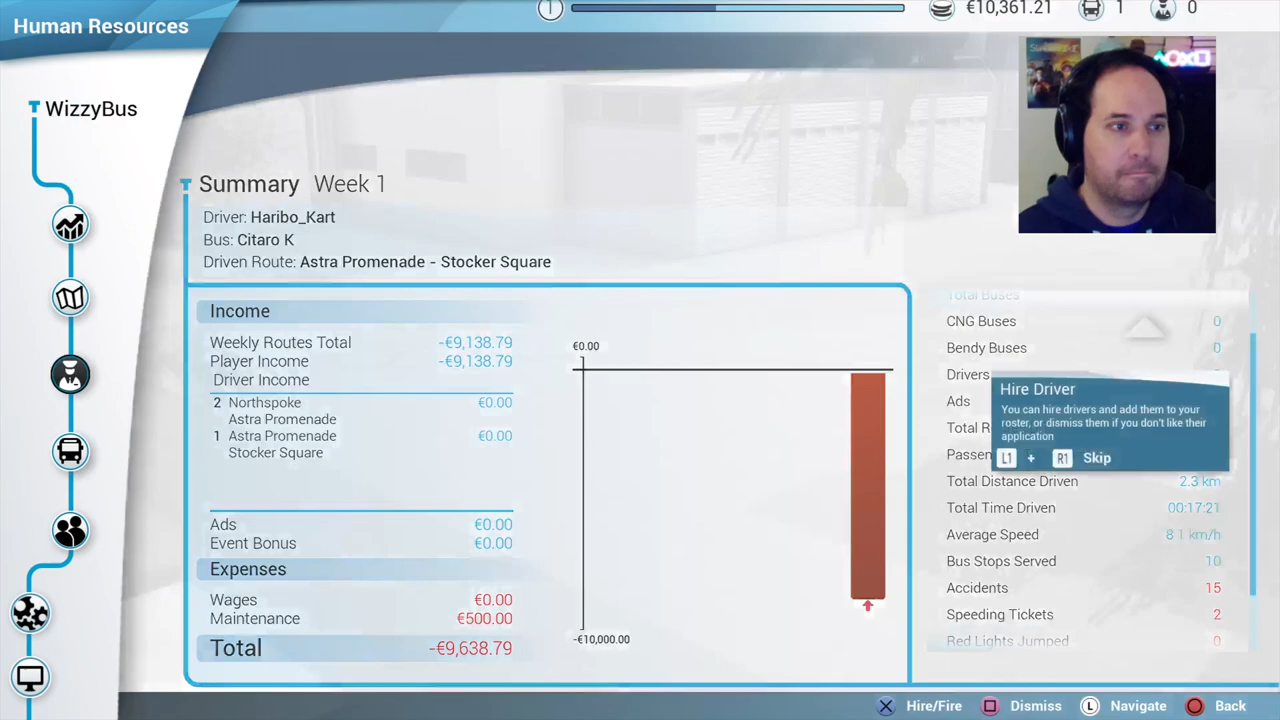 Human Resources
1
€10,361.21
1
0
WizzyBus
Summary Week 1
Driver: Haribo_Kart
Bus: Citaro K
Driven Route: Astra Promenade - Stocker Square
Income
Weekly Routes Total -€9,138.79
Player Income -€9,138.79
Driver Income
2 Northspoke €0.00
Astra Promenade
1 Astra Promenade €0.00
Stocker Square
Ads €0.00
Event Bonus €0.00
Expenses
Wages €0.00
Maintenance €500.00
Total -€9,638.79
€0.00
-€10,000.00
Total Buses
CNG Buses 0
Bendy Buses 0
Drivers
Ads
Total
Hire Driver
You can hire drivers and add them to your
roster, or dismiss them if you don't like their
application
L1 + R1 Skip
Total Distance Driven 2.3 km
Total Time Driven 00:17:21
Average Speed 8.1 km/h
Bus Stops Served 10
Accidents 15
Speeding Tickets 2
Red Lights Jumped 0
Hire/Fire Dismiss L Navigate Back